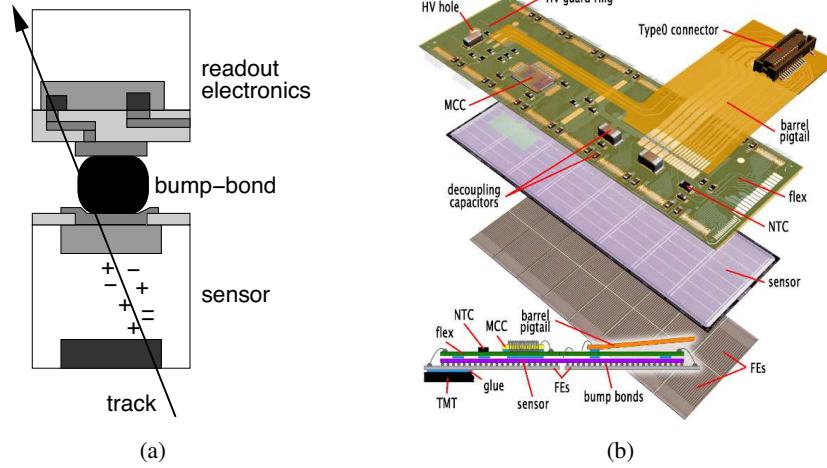 readout
electronics
bump-bond
+ -
- +
+ =
+
sensor
track
(a)
HV guard ring
HV hole
Type0 connector
MCC
barrel
pigtail
decoupling
capacitors
flex
NTC
sensor
barrel
pigtail
NTC
MCC
flex
FEs
glue
FEs
TMT
sensor
bump bonds
(b)